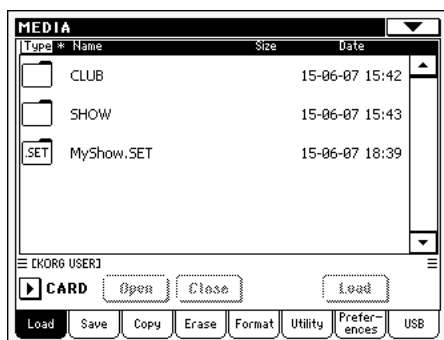 MEDIA
Type * Name Size Date
CLUB 15-06-07 15:42
SHOW 15-06-07 15:43
.SET MyShow.SET 15-06-07 18:39
[KORG USER]
CARD Open Close Load
Load Save Copy Erase Format Utility Prefer-
ences USB